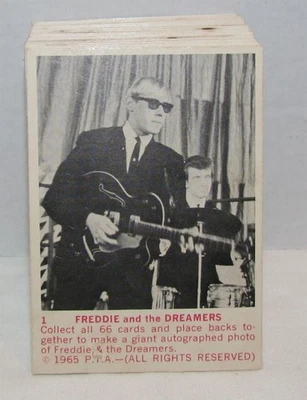 1 FREDDIE and the DREAMERS
Collect all 66 cards and place backs to-
gether to make a giant autographed photo
of Freddie, & the Dreamers.
© 1965 P.T.A.—(ALL RIGHTS RESERVED)